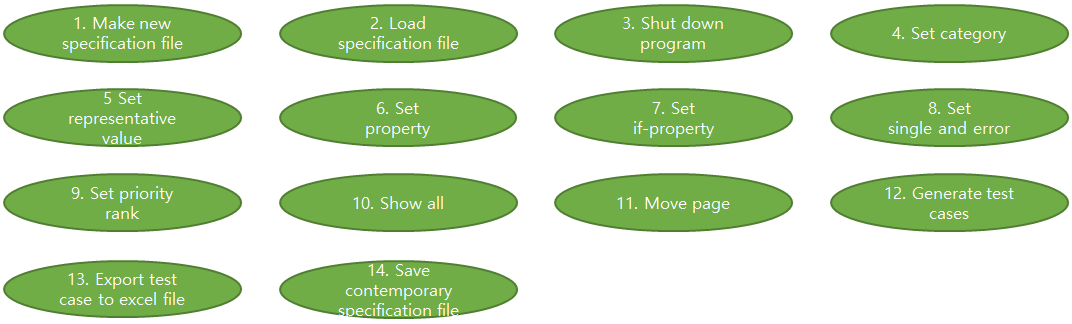 1. Make new
specification file
2. Load
specification file
3. Shut down
program
4. Set category
5 Set
representative
value
6. Set
property
7. Set
if-property
8. Set
single and error
9. Set priority
rank
10. Show all
11. Move page
12. Generate test
cases
13. Export test
case to excel file
14. Save
contemporary
specification file